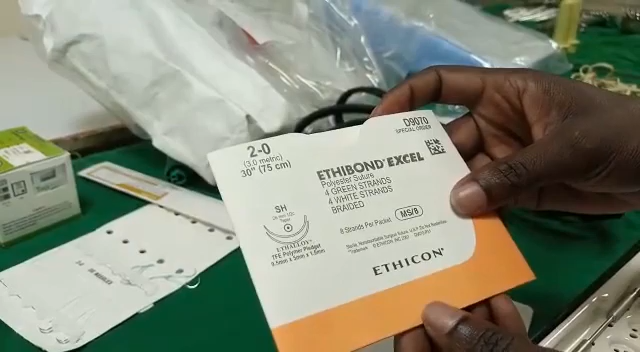 D9070
SPECIAL ORDER
2-0
(3.0 metric)
30" (75 cm)
ETHIBOND* EXCEL
Polyester Suture
4 GREEN STRANDS
4 WHITE STRANDS
BRAIDED
8 Strands Per Packet
MS/8
SH
Taper
ETHALLOY*
TFE Polymer Pledget
ETHICON*